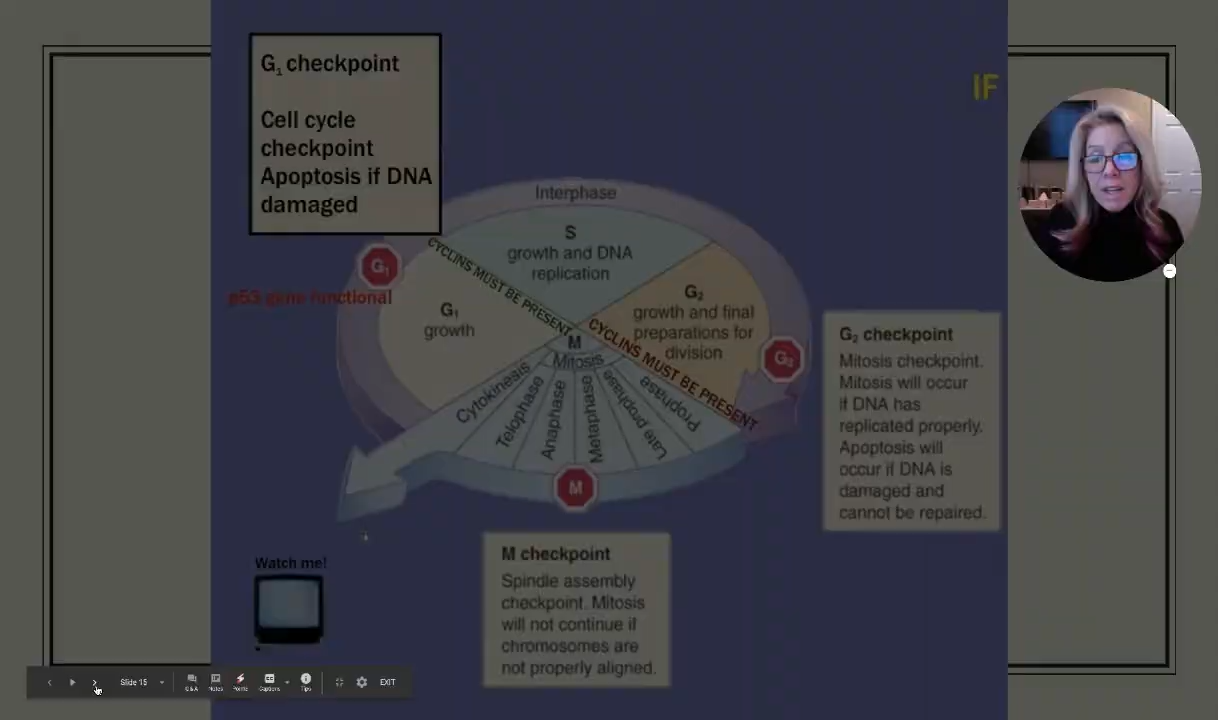 G₁ checkpoint
Cell cycle
checkpoint
Apoptosis if DNA
damaged
IF
Interphase
S
growth and DNA
replication
CYCLINS MUST BE PRESENT
G₁
p53 gene functional
G₁
growth
G₂
growth and final
preparations for
division
CYCLINS MUST BE PRESENT
G₂
M
Mitosis
Cytokinesis
Telophase
Anaphase
Metaphase
Late prophase
Prophase
M
G₂ checkpoint
Mitosis checkpoint.
Mitosis will occur
if DNA has
replicated properly.
Apoptosis will
occur if DNA is
damaged and
cannot be repaired.
M checkpoint
Spindle assembly
checkpoint. Mitosis
will not continue if
chromosomes are
not properly aligned.
Watch me!
Slide 15
Q&A
Notes
Pointer
Captions
Tips
EXIT